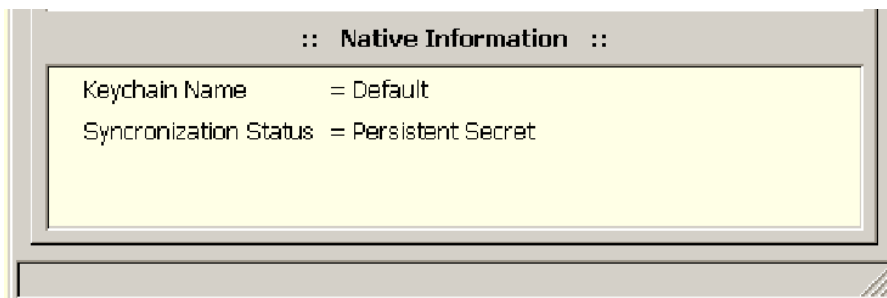 :: Native Information ::
Keychain Name = Default
Syncronization Status = Persistent Secret